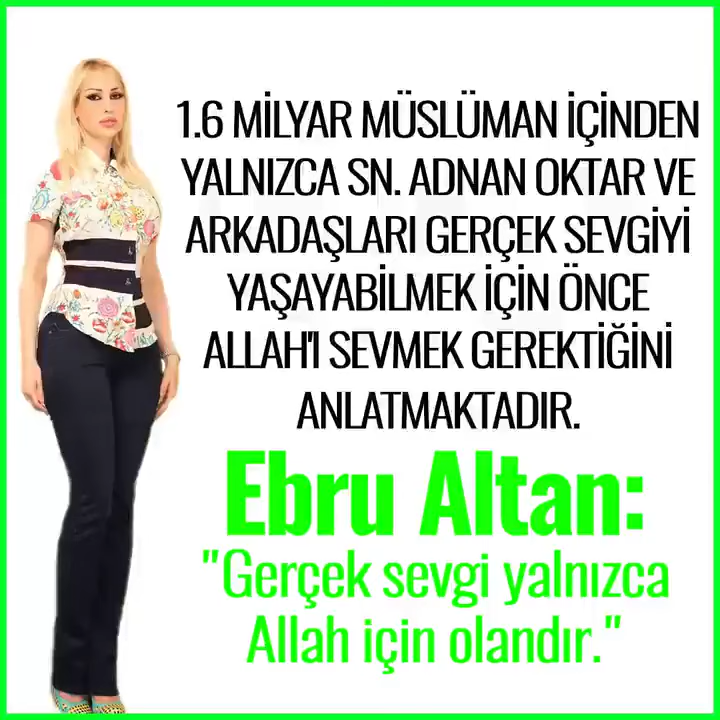 1.6 MİLYAR MÜSLÜMAN İÇİNDEN
YALNIZCA SN. ADNAN OKTAR VE
ARKADAŞLARI GERÇEK SEVGİYİ
YAŞAYABİLMEK İÇİN ÖNCE
ALLAH'I SEVMEK GEREKTİĞİNİ
ANLATMAKTADIR.
Ebru Altan:
"Gerçek sevgi yalnızca
Allah için olandır."